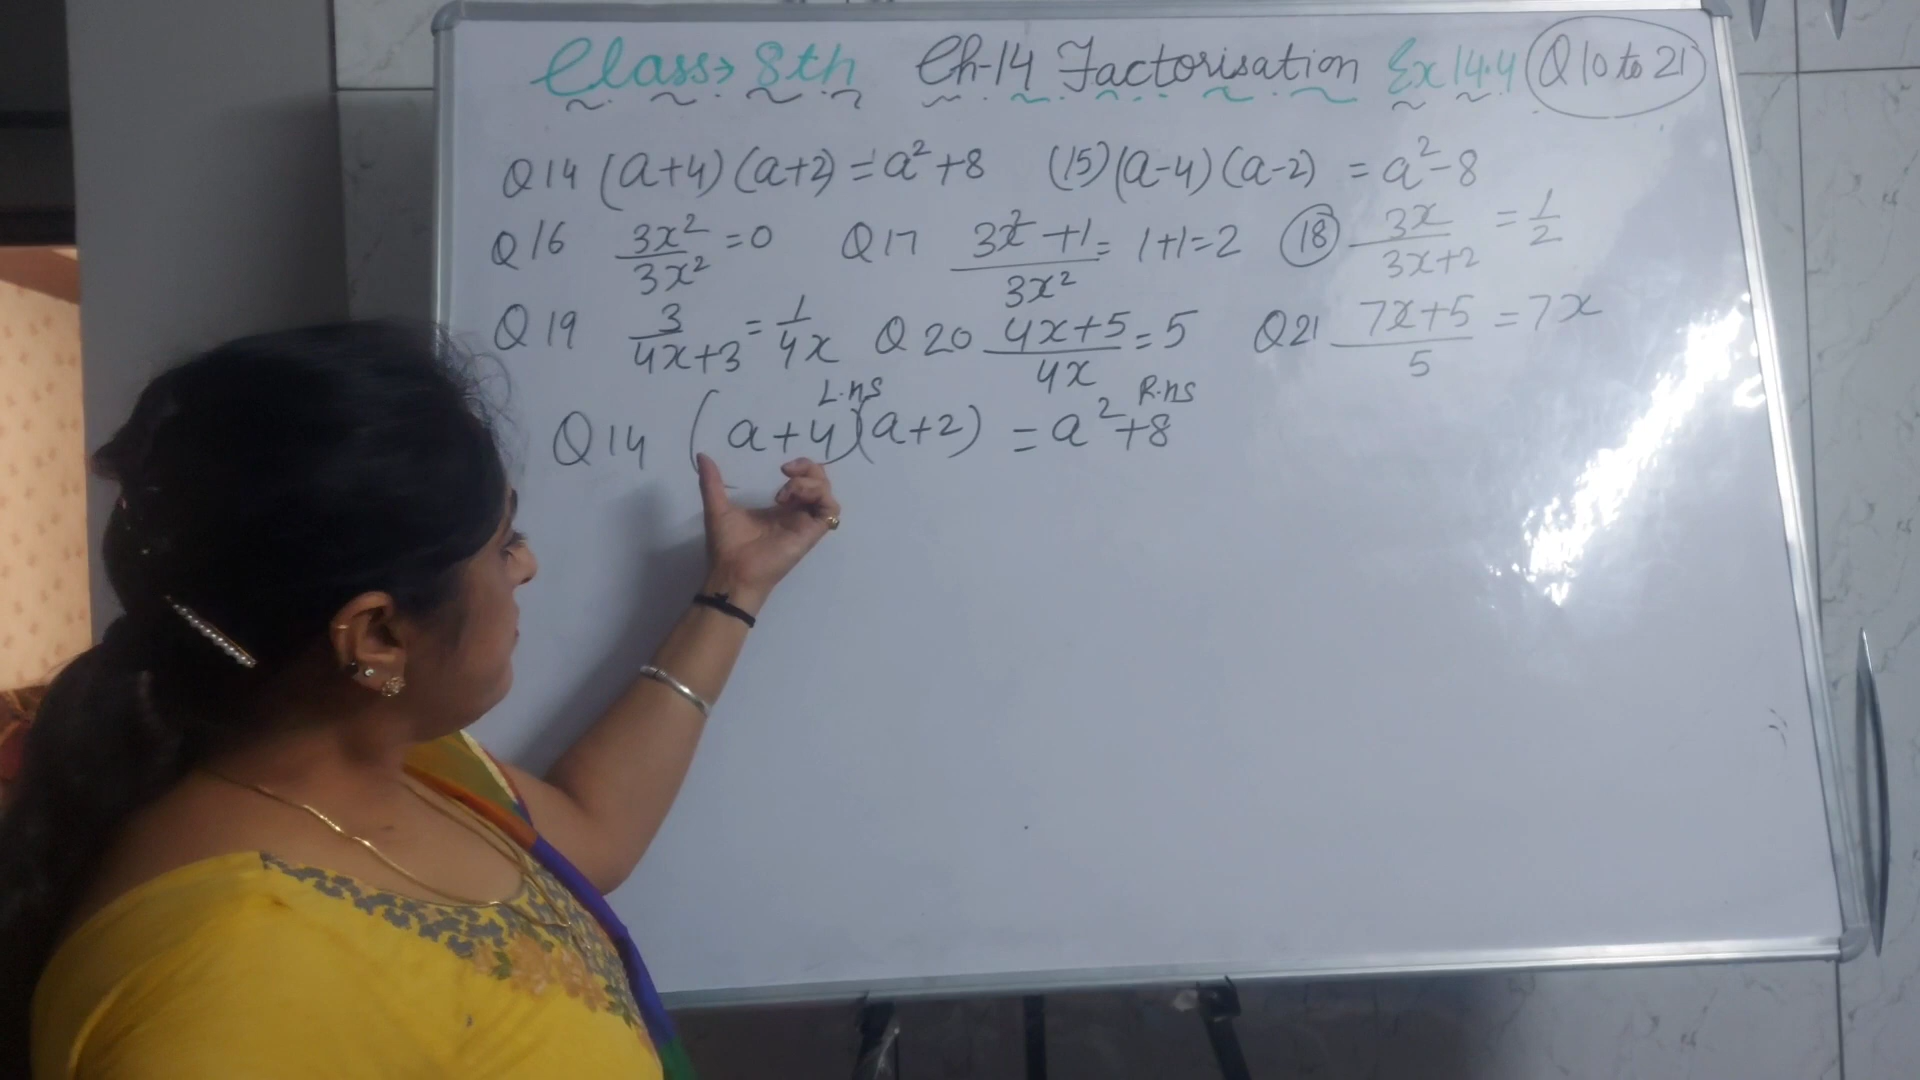 Class→ 8th Ch-14 Factorisation Ex 14.4 Q 10 to 21
Q14 (a+4)(a+2) = a²+8 (15)(a-4)(a-2) = a²-8
Q16 3x²/3x² = 0 Q17 3x²+1/3x² = 1+1=2 (18) 3x/3x+2 = 1/2
Q19 3/4x+3 = 1/4x Q20 4x+5/4x = 5 Q21 7x+5/5 = 7x
L.HS R.HS
Q14 (a+4)(a+2) = a²+8